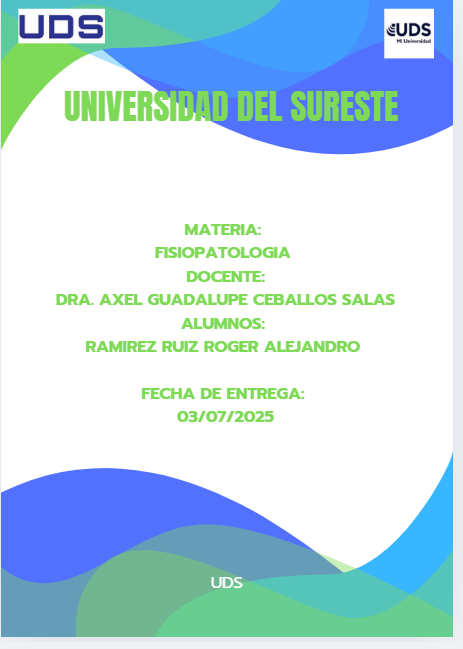 UDS
UDS
Mi Universidad
UNIVERSIDAD DEL SURESTE
MATERIA:
FISIOPATOLOGIA
DOCENTE:
DRA. AXEL GUADALUPE CEBALLOS SALAS
ALUMNOS:
RAMIREZ RUIZ ROGER ALEJANDRO
FECHA DE ENTREGA:
03/07/2025
UDS